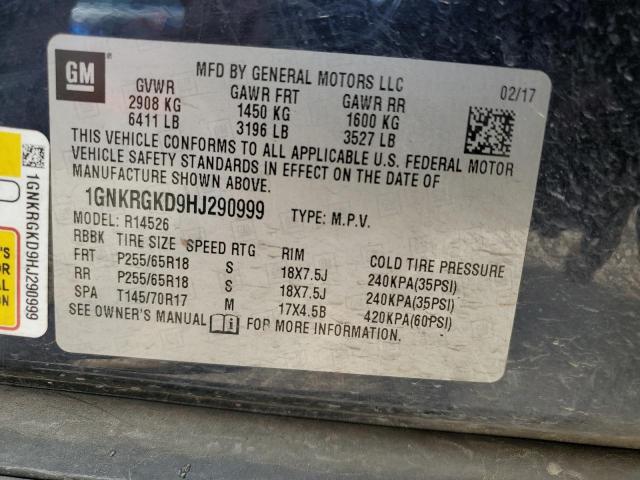 GM
MFD BY GENERAL MOTORS LLC
02/17
GVWR GAWR FRT GAWR RR
2908 KG 1450 KG 1600 KG
6411 LB 3196 LB 3527 LB
THIS VEHICLE CONFORMS TO ALL APPLICABLE U.S. FEDERAL MOTOR
VEHICLE SAFETY STANDARDS IN EFFECT ON THE DATE OF
MANUFACTURE SHOWN ABOVE.
1GNKRGKD9HJ290999 TYPE: M.P.V.
MODEL: R14526
RBBK TIRE SIZE SPEED RTG RIM COLD TIRE PRESSURE
FRT P255/65R18 S 18X7.5J 240KPA(35PSI)
RR P255/65R18 S 18X7.5J 240KPA(35PSI)
SPA T145/70R17 M 17X4.5B 420KPA(60PSI)
SEE OWNER'S MANUAL i FOR MORE INFORMATION.
1GNKRGKD9HJ290999
'S
OR
AL
ON